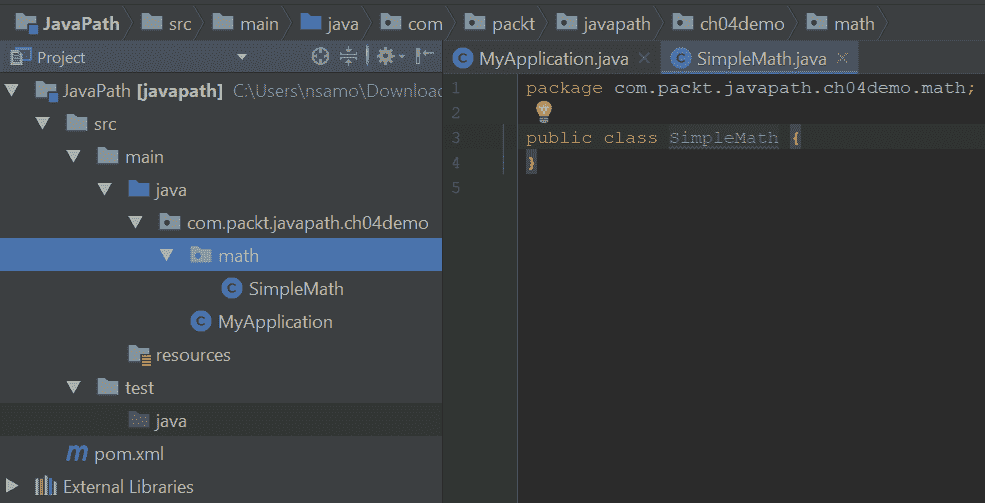 JavaPath src main java com packt javapath ch04demo math
Project
MyApplication.java SimpleMath.java
JavaPath [javapath] C:\Users\nsamo\Downloac
src
main
java
com.packt.javapath.ch04demo
math
SimpleMath
MyApplication
resources
test
java
pom.xml
External Libraries
1 package com.packt.javapath.ch04demo.math;
2
3 public class SimpleMath {
4 }
5